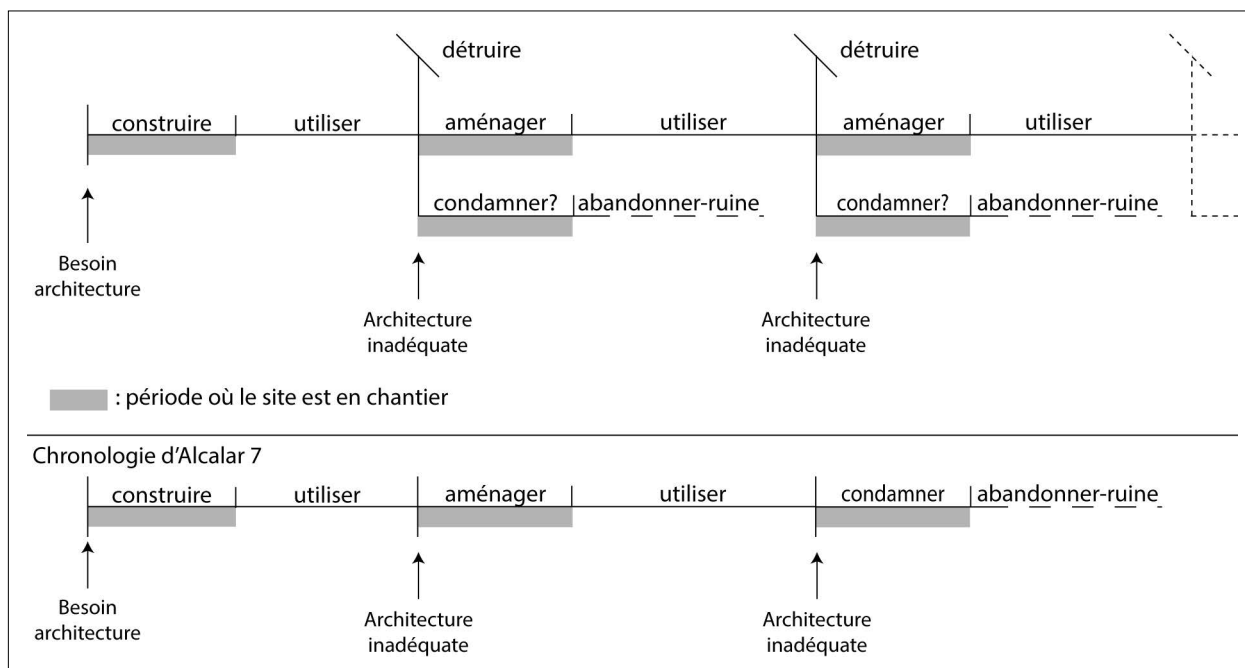 détruire
détruire
construire
utiliser
aménager
utiliser
aménager
utiliser
condamner?
abandonner-ruine
condamner?
abandonner-ruine
Besoin
architecture
Architecture
inadéquate
Architecture
inadéquate
: période où le site est en chantier
Chronologie d'Alcalar 7
construire
utiliser
aménager
utiliser
condamner
abandonner-ruine
Besoin
architecture
Architecture
inadéquate
Architecture
inadéquate